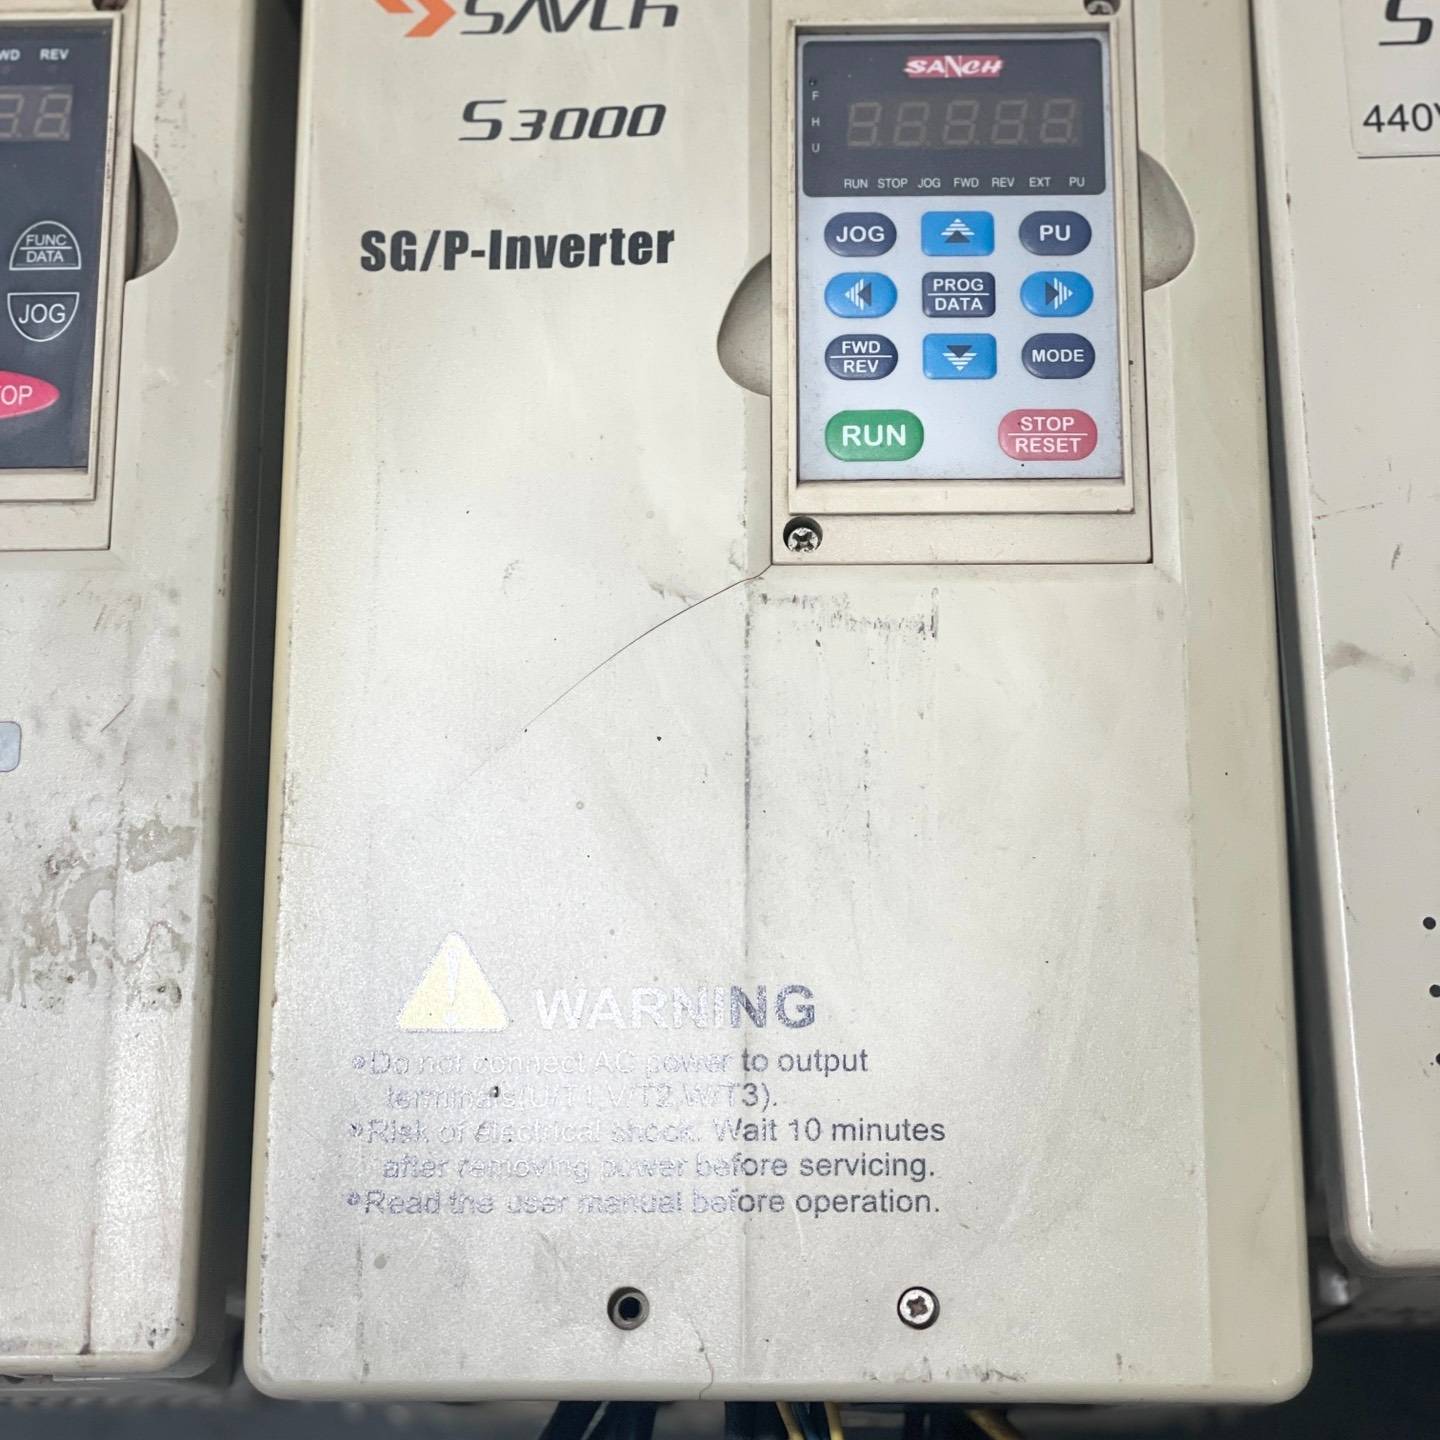 WD REV
FUNC
DATA
JOG
OP
SANCH
S3000
SG/P-Inverter
SANCH
F
H
U
RUN STOP JOG FWD REV EXT PU
JOG PU
PROG
DATA
FWD
REV
MODE
RUN
STOP
RESET
WARNING
Do not connect AC power to output
terminals(U/T1,V/T2,W/T3).
Risk of electrical shock. Wait 10 minutes
after removing power before servicing.
Read the user manual before operation.
S
440V